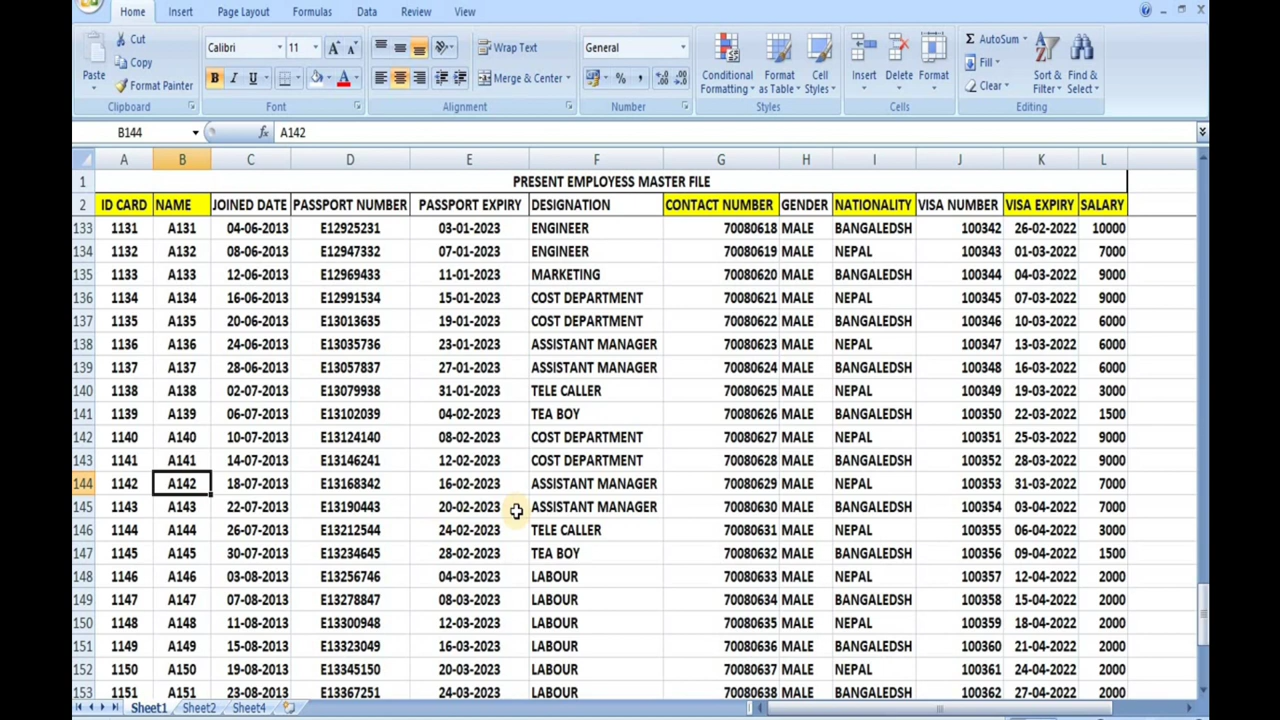 Home Insert Page Layout Formulas Data Review View
Cut
Calibri 11 Wrap Text General AutoSum
Copy Fill
Paste Format Painter Merge & Center Conditional Formatting Format as Table Cell Styles Insert Delete Format Clear Sort & Filter Find & Select
Clipboard Font Alignment Number Styles Cells Editing
B144 fx A142
A B C D E F G H I J K L
1 PRESENT EMPLOYESS MASTER FILE
2 ID CARD NAME JOINED DATE PASSPORT NUMBER PASSPORT EXPIRY DESIGNATION CONTACT NUMBER GENDER NATIONALITY VISA NUMBER VISA EXPIRY SALARY
133 1131 A131 04-06-2013 E12925231 03-01-2023 ENGINEER 70080618 MALE BANGALEDSH 100342 26-02-2022 10000
134 1132 A132 08-06-2013 E12947332 07-01-2023 ENGINEER 70080619 MALE NEPAL 100343 01-03-2022 7000
135 1133 A133 12-06-2013 E12969433 11-01-2023 MARKETING 70080620 MALE BANGALEDSH 100344 04-03-2022 9000
136 1134 A134 16-06-2013 E12991534 15-01-2023 COST DEPARTMENT 70080621 MALE NEPAL 100345 07-03-2022 9000
137 1135 A135 20-06-2013 E13013635 19-01-2023 COST DEPARTMENT 70080622 MALE BANGALEDSH 100346 10-03-2022 6000
138 1136 A136 24-06-2013 E13035736 23-01-2023 ASSISTANT MANAGER 70080623 MALE NEPAL 100347 13-03-2022 6000
139 1137 A137 28-06-2013 E13057837 27-01-2023 ASSISTANT MANAGER 70080624 MALE BANGALEDSH 100348 16-03-2022 6000
140 1138 A138 02-07-2013 E13079938 31-01-2023 TELE CALLER 70080625 MALE NEPAL 100349 19-03-2022 3000
141 1139 A139 06-07-2013 E13102039 04-02-2023 TEA BOY 70080626 MALE BANGALEDSH 100350 22-03-2022 1500
142 1140 A140 10-07-2013 E13124140 08-02-2023 COST DEPARTMENT 70080627 MALE NEPAL 100351 25-03-2022 9000
143 1141 A141 14-07-2013 E13146241 12-02-2023 COST DEPARTMENT 70080628 MALE BANGALEDSH 100352 28-03-2022 9000
144 1142 A142 18-07-2013 E13168342 16-02-2023 ASSISTANT MANAGER 70080629 MALE NEPAL 100353 31-03-2022 7000
145 1143 A143 22-07-2013 E13190443 20-02-2023 ASSISTANT MANAGER 70080630 MALE BANGALEDSH 100354 03-04-2022 7000
146 1144 A144 26-07-2013 E13212544 24-02-2023 TELE CALLER 70080631 MALE NEPAL 100355 06-04-2022 3000
147 1145 A145 30-07-2013 E13234645 28-02-2023 TEA BOY 70080632 MALE BANGALEDSH 100356 09-04-2022 1500
148 1146 A146 03-08-2013 E13256746 04-03-2023 LABOUR 70080633 MALE NEPAL 100357 12-04-2022 2000
149 1147 A147 07-08-2013 E13278847 08-03-2023 LABOUR 70080634 MALE BANGALEDSH 100358 15-04-2022 2000
150 1148 A148 11-08-2013 E13300948 12-03-2023 LABOUR 70080635 MALE NEPAL 100359 18-04-2022 2000
151 1149 A149 15-08-2013 E13323049 16-03-2023 LABOUR 70080636 MALE BANGALEDSH 100360 21-04-2022 2000
152 1150 A150 19-08-2013 E13345150 20-03-2023 LABOUR 70080637 MALE NEPAL 100361 24-04-2022 2000
153 1151 A151 23-08-2013 E13367251 24-03-2023 LABOUR 70080638 MALE BANGALEDSH 100362 27-04-2022 2000
Sheet1 Sheet2 Sheet4